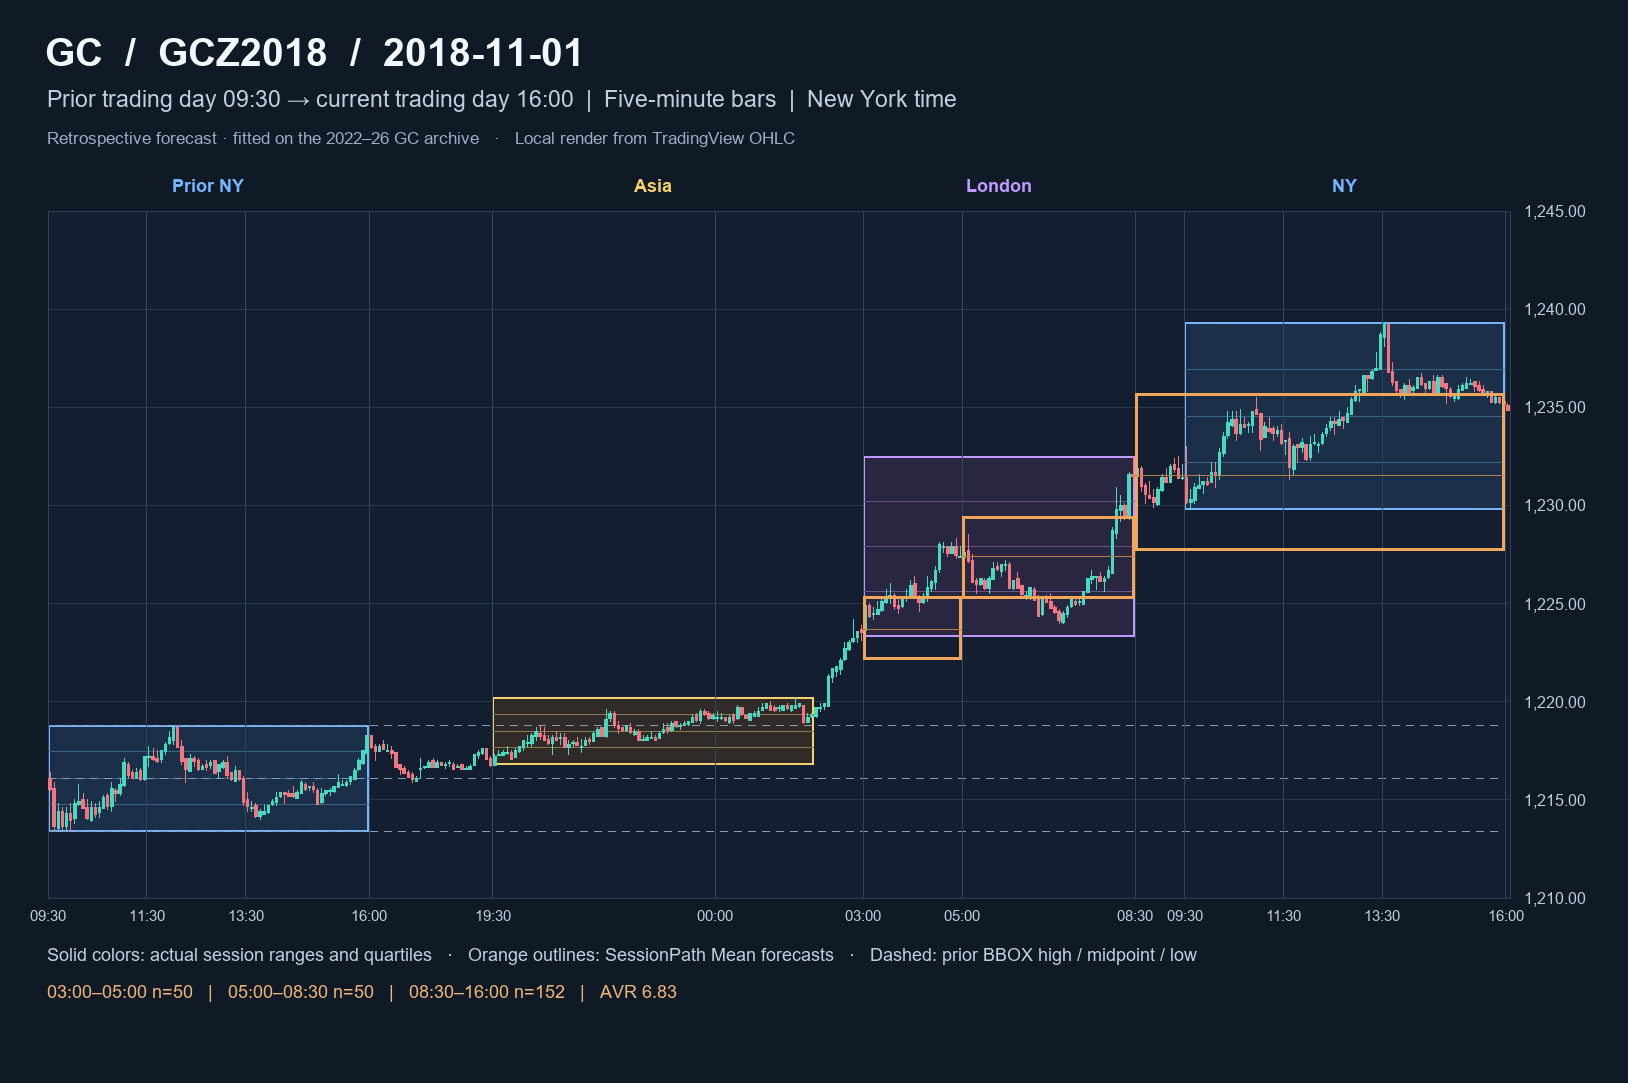 GC / GCZ2018 / 2018-11-01
Prior trading day 09:30 → current trading day 16:00 | Five-minute bars | New York time
Retrospective forecast · fitted on the 2022–26 GC archive · Local render from TradingView OHLC
Prior NY Asia London NY
1,245.00
1,240.00
1,235.00
1,230.00
1,225.00
1,220.00
1,215.00
1,210.00
09:30 11:30 13:30 16:00 19:30 00:00 03:00 05:00 08:30 09:30 11:30 13:30 16:00
Solid colors: actual session ranges and quartiles · Orange outlines: SessionPath Mean forecasts · Dashed: prior BBOX high / midpoint / low
03:00–05:00 n=50 | 05:00–08:30 n=50 | 08:30–16:00 n=152 | AVR 6.83